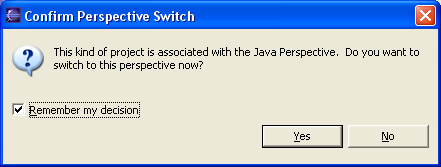 Confirm Perspective Switch
This kind of project is associated with the Java Perspective.  Do you want to
switch to this perspective now?
Remember my decision
Yes
No